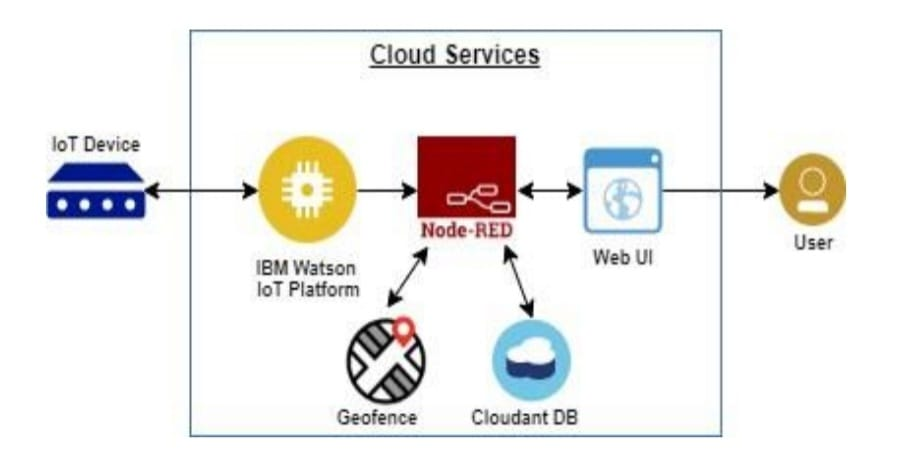 Cloud Services
IoT Device
Node-RED
IBM Watson
IoT Platform
Web UI
User
Geofence
Cloudant DB